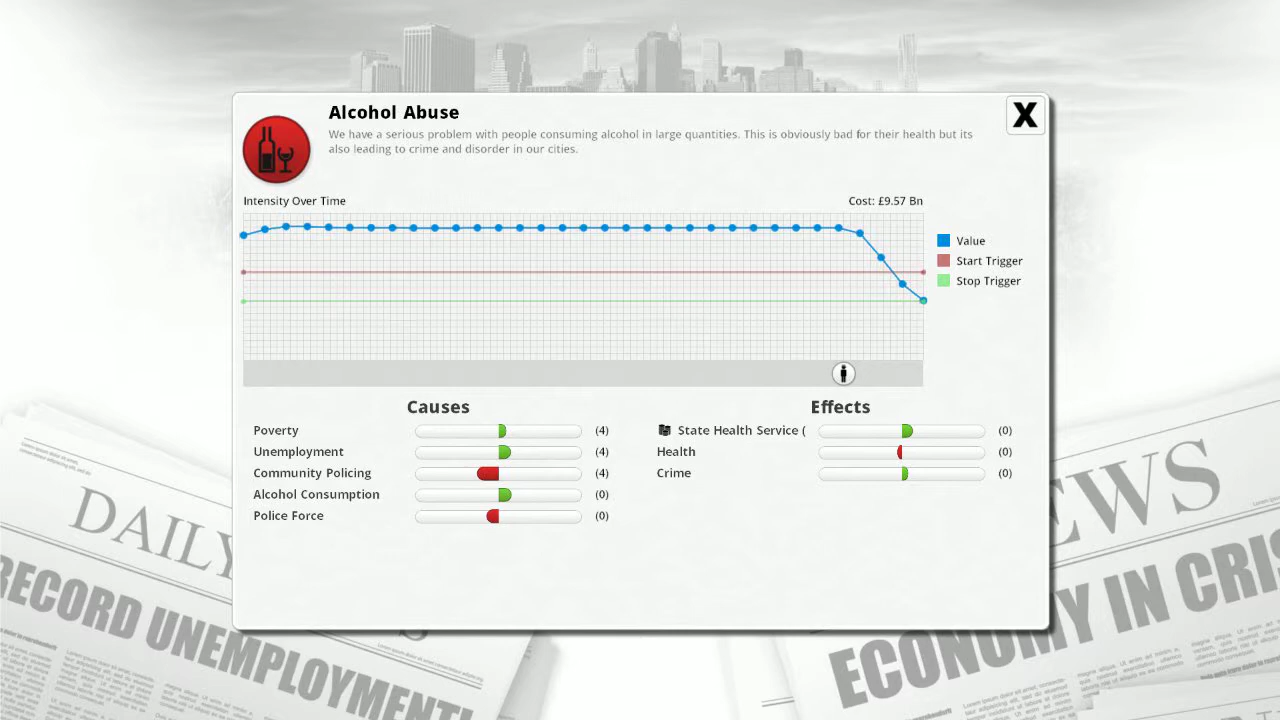 Alcohol Abuse
X
We have a serious problem with people consuming alcohol in large quantities. This is obviously bad for their health but its
also leading to crime and disorder in our cities.
Intensity Over Time
Cost: £9.57 Bn
Value
Start Trigger
Stop Trigger
Causes
Effects
Poverty (4)
State Health Service ( (0)
Unemployment (4)
Health (0)
Community Policing (4)
Crime (0)
Alcohol Consumption (0)
Police Force (0)
DAILY
EWS
RECORD UNEMPLOYMENT!
ECONOMY IN CRIS